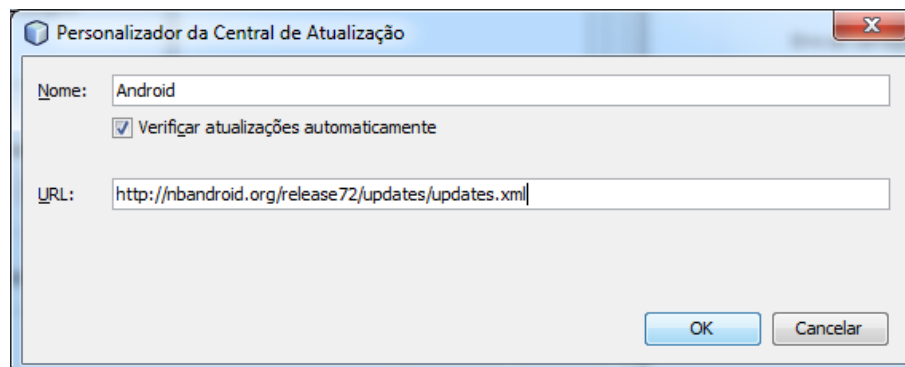 Personalizador da Central de Atualização
Nome: Android
Verificar atualizações automaticamente
URL: http://nbandroid.org/release72/updates/updates.xml
OK Cancelar